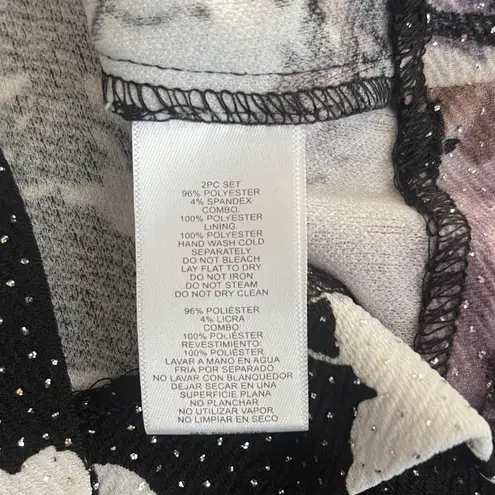 2PC SET
96% POLYESTER
4% SPANDEX
COMBO:
100% POLYESTER
LINING:
100% POLYESTER
HAND WASH COLD
SEPARATELY
DO NOT BLEACH
LAY FLAT TO DRY
DO NOT IRON
DO NOT STEAM
DO NOT DRY CLEAN
96% POLIÉSTER
4% LICRA
COMBO:
100% POLIÉSTER
REVESTIMIENTO:
100% POLIÉSTER
LAVAR A MANO EN AGUA
FRIA POR SEPARADO
NO LAVAR CON BLANQUEDOR
DEJAR SECAR EN UNA
SUPERFICIE PLANA
NO PLANCHAR
NO UTILIZAR VAPOR
NO LIMPIAR EN SECO